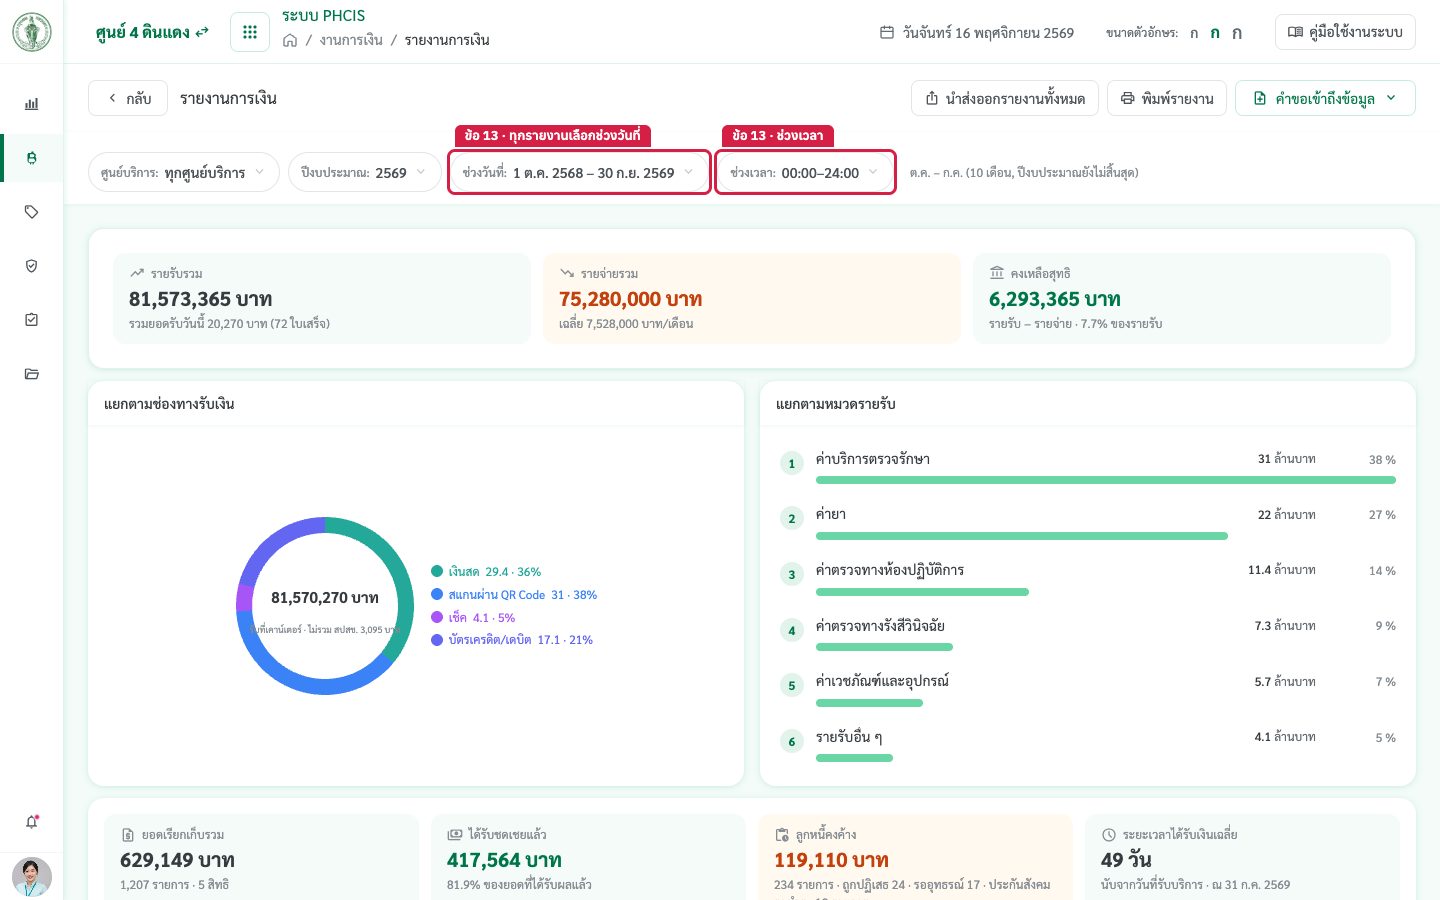 ศูนย์ 4 ดินแดง
ระบบ PHCIS
งานการเงิน / รายงานการเงิน
วันจันทร์ 16 พฤศจิกายน 2569
ขนาดตัวอักษร: ก ก ก
คู่มือใช้งานระบบ
กลับ
รายงานการเงิน
นำส่งออกรายงานทั้งหมด
พิมพ์รายงาน
คำขอเข้าถึงข้อมูล
ข้อ 13 · ทุกรายงานเลือกช่วงวันที่
ข้อ 13 · ช่วงเวลา
ศูนย์บริการ: ทุกศูนย์บริการ
ปีงบประมาณ: 2569
ช่วงวันที่: 1 ต.ค. 2568 – 30 ก.ย. 2569
ช่วงเวลา: 00:00–24:00
ต.ค. – ก.ค. (10 เดือน, ปีงบประมาณยังไม่สิ้นสุด)
รายรับรวม
81,573,365 บาท
รวมยอดรับวันนี้ 20,270 บาท (72 ใบเสร็จ)
รายจ่ายรวม
75,280,000 บาท
เฉลี่ย 7,528,000 บาท/เดือน
คงเหลือสุทธิ
6,293,365 บาท
รายรับ – รายจ่าย · 7.7% ของรายรับ
แยกตามช่องทางรับเงิน
81,570,270 บาท
ที่เคาน์เตอร์ · ไม่รวม สปสช. 3,095
เงินสด 29.4 · 36%
สแกนผ่าน QR Code 31 · 38%
เช็ค 4.1 · 5%
บัตรเครดิต/เดบิต 17.1 · 21%
แยกตามหมวดรายรับ
1 ค่าบริการตรวจรักษา 31 ล้านบาท 38 %
2 ค่ายา 22 ล้านบาท 27 %
3 ค่าตรวจทางห้องปฏิบัติการ 11.4 ล้านบาท 14 %
4 ค่าตรวจทางรังสีวินิจฉัย 7.3 ล้านบาท 9 %
5 ค่าเวชภัณฑ์และอุปกรณ์ 5.7 ล้านบาท 7 %
6 รายรับอื่น ๆ 4.1 ล้านบาท 5 %
ยอดเรียกเก็บรวม
629,149 บาท
1,207 รายการ · 5 สิทธิ
ได้รับชดเชยแล้ว
417,564 บาท
81.9% ของยอดที่ได้รับผลแล้ว
ลูกหนี้คงค้าง
119,110 บาท
234 รายการ · ถูกปฏิเสธ 24 · รออุทธรณ์ 17 · ประกันสังคม
ระยะเวลาได้รับเงินเฉลี่ย
49 วัน
นับจากวันที่รับบริการ · ณ 31 ก.ค. 2569